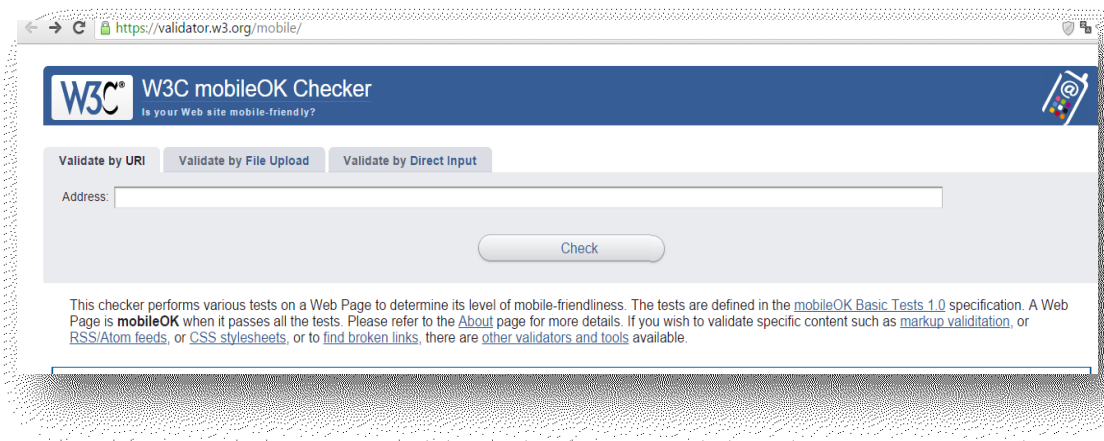 https://validator.w3.org/mobile/
W3C® W3C mobileOK Checker
Is your Web site mobile-friendly?
Validate by URI Validate by File Upload Validate by Direct Input
Address:
Check
This checker performs various tests on a Web Page to determine its level of mobile-friendliness. The tests are defined in the mobileOK Basic Tests 1.0 specification. A Web
Page is mobileOK when it passes all the tests. Please refer to the About page for more details. If you wish to validate specific content such as markup validitation, or
RSS/Atom feeds, or CSS stylesheets, or to find broken links, there are other validators and tools available.